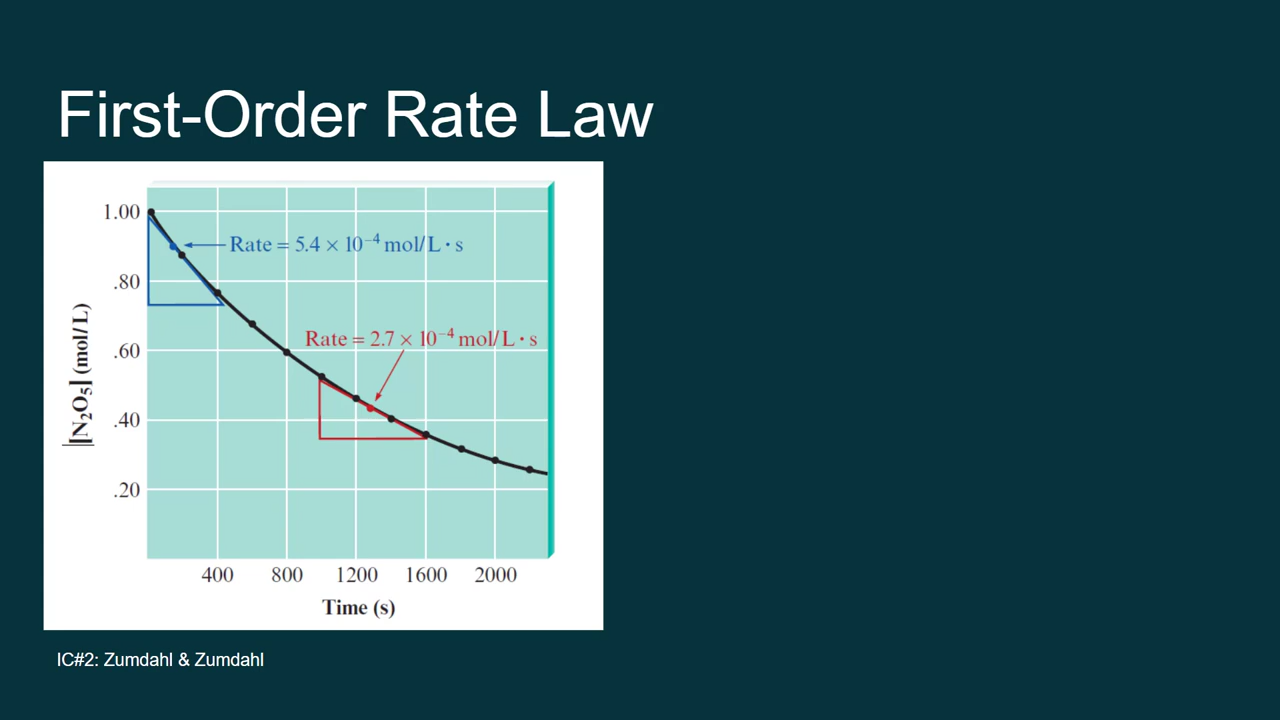 First-Order Rate Law
1.00
Rate = 5.4 × 10⁻⁴ mol/L · s
.80
Rate = 2.7 × 10⁻⁴ mol/L · s
.60
[N₂O₅] (mol/L)
.40
.20
400 800 1200 1600 2000
Time (s)
IC#2: Zumdahl & Zumdahl